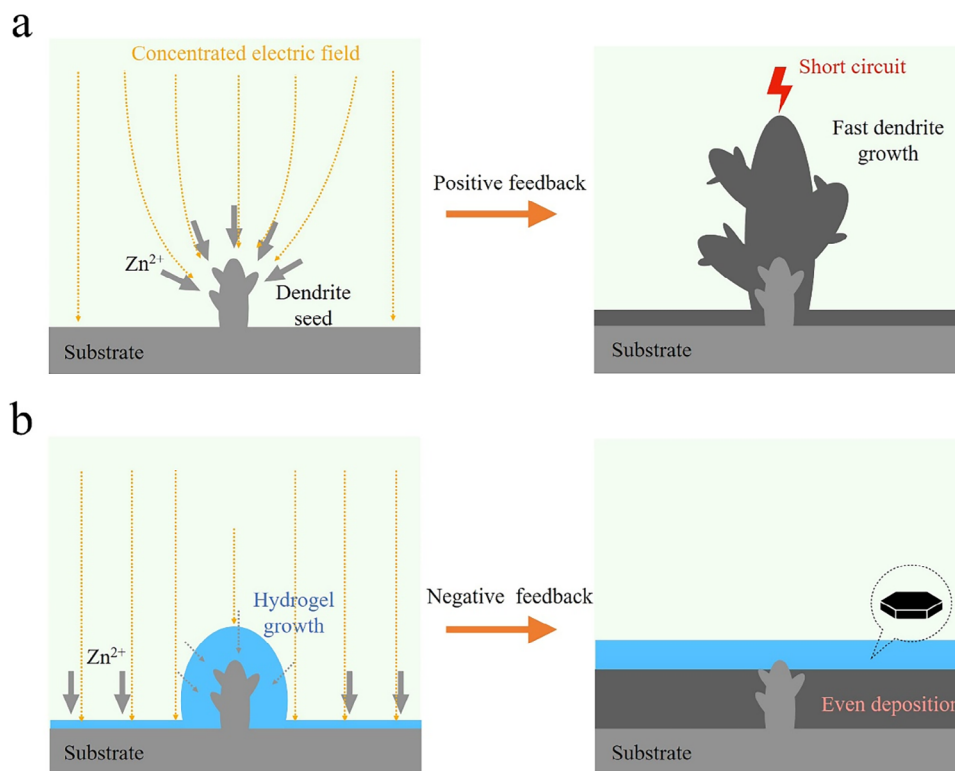 a
Concentrated electric field
Zn²⁺
Dendrite
seed
Substrate
Positive feedback
Short circuit
Fast dendrite
growth
Substrate
b
Hydrogel
growth
Zn²⁺
Substrate
Negative feedback
Even deposition
Substrate